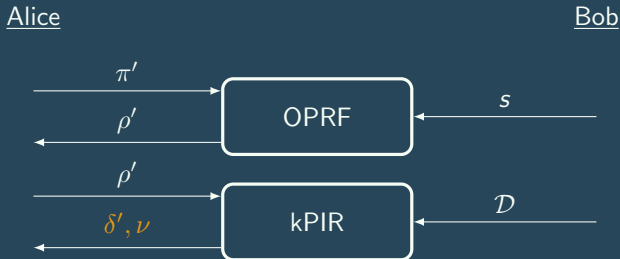 Alice Bob
π′
OPRF s
ρ′
ρ′
kPIR 𝒟
δ′, ν